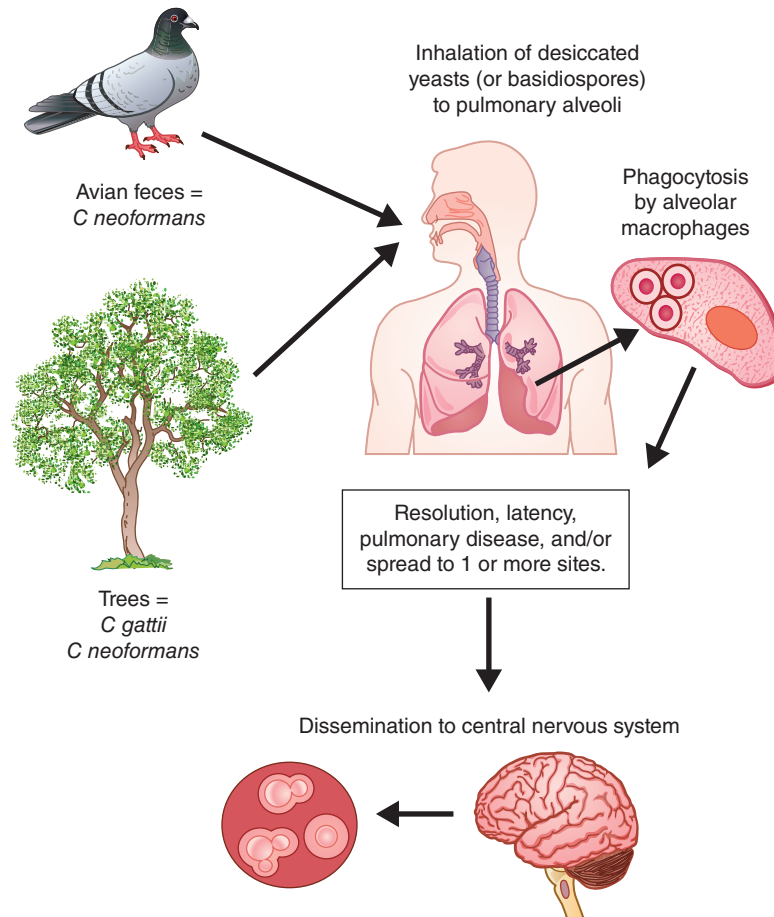 Inhalation of desiccated
yeasts (or basidiospores)
to pulmonary alveoli
Avian feces =
C neoformans
Phagocytosis
by alveolar
macrophages
Trees =
C gattii
C neoformans
Resolution, latency,
pulmonary disease, and/or
spread to 1 or more sites.
Dissemination to central nervous system